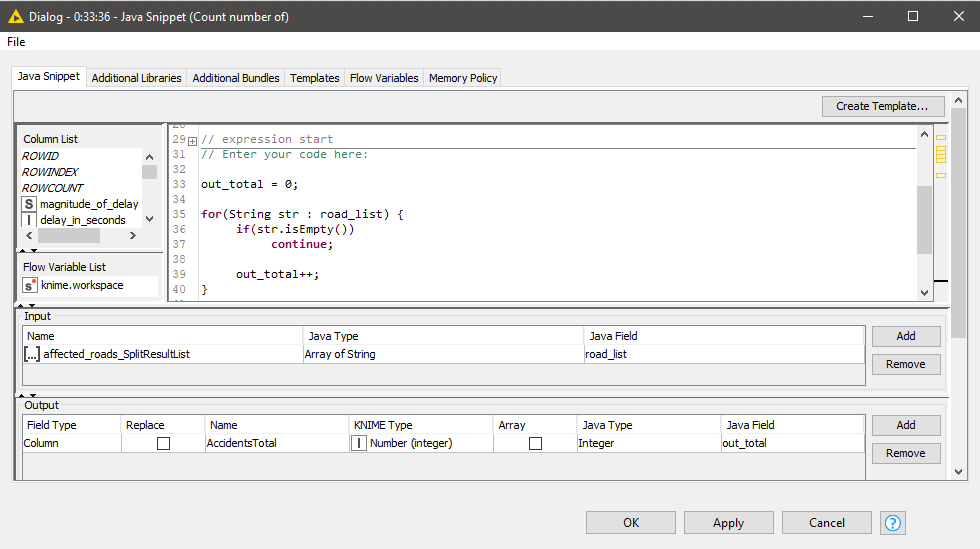 Dialog - 0:33:36 - Java Snippet (Count number of)
File
Java Snippet Additional Libraries Additional Bundles Templates Flow Variables Memory Policy
Create Template...
Column List
ROWID
ROWINDEX
ROWCOUNT
S magnitude_of_delay
I delay_in_seconds
Flow Variable List
s knime.workspace
28
29 // expression start
31 // Enter your code here:
32
33 out_total = 0;
34
35 for(String str : road_list) {
36 if(str.isEmpty())
37 continue;
38
39 out_total++;
40 }
Input
Name Java Type Java Field
[...] affected_roads_SplitResultList Array of String road_list
Add
Remove
Output
Field Type Replace Name KNIME Type Array Java Type Java Field
Column AccidentsTotal I Number (integer) Integer out_total
Add
Remove
OK Apply Cancel ?